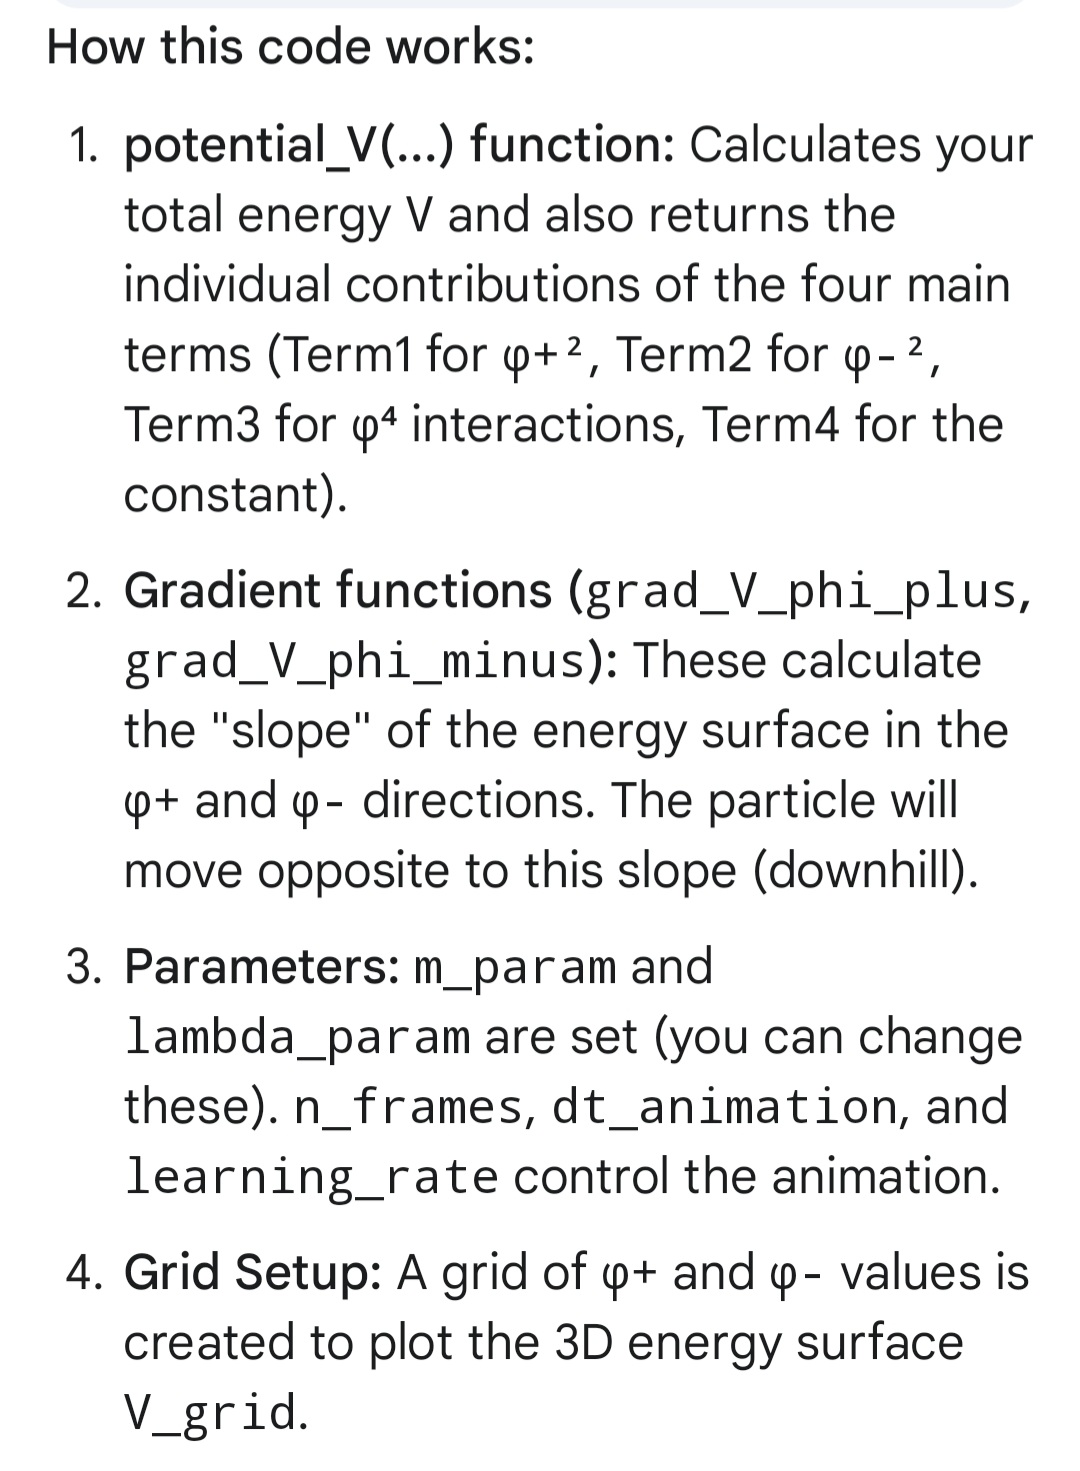 How this code works:
1. potential_V(...) function: Calculates your
total energy V and also returns the
individual contributions of the four main
terms (Term1 for φ+², Term2 for φ-²,
Term3 for φ⁴ interactions, Term4 for the
constant).
2. Gradient functions (grad_V_phi_plus,
grad_V_phi_minus): These calculate
the "slope" of the energy surface in the
φ+ and φ- directions. The particle will
move opposite to this slope (downhill).
3. Parameters: m_param and
lambda_param are set (you can change
these). n_frames, dt_animation, and
learning_rate control the animation.
4. Grid Setup: A grid of φ+ and φ- values is
created to plot the 3D energy surface
V_grid.